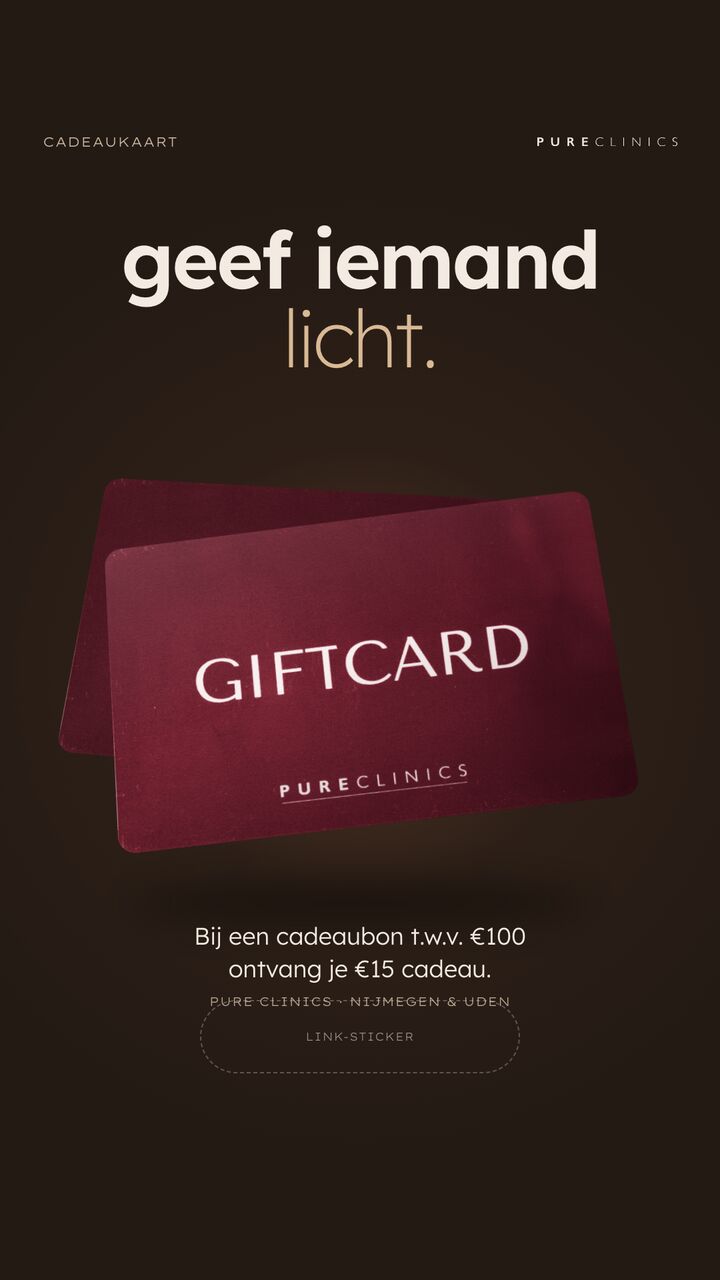 CADEAUKAART
PURECLINICS
geef iemand
licht.
GIFTCARD
PURECLINICS
Bij een cadeaubon t.w.v. €100
ontvang je €15 cadeau.
PURE CLINICS · NIJMEGEN & UDEN
LINK-STICKER